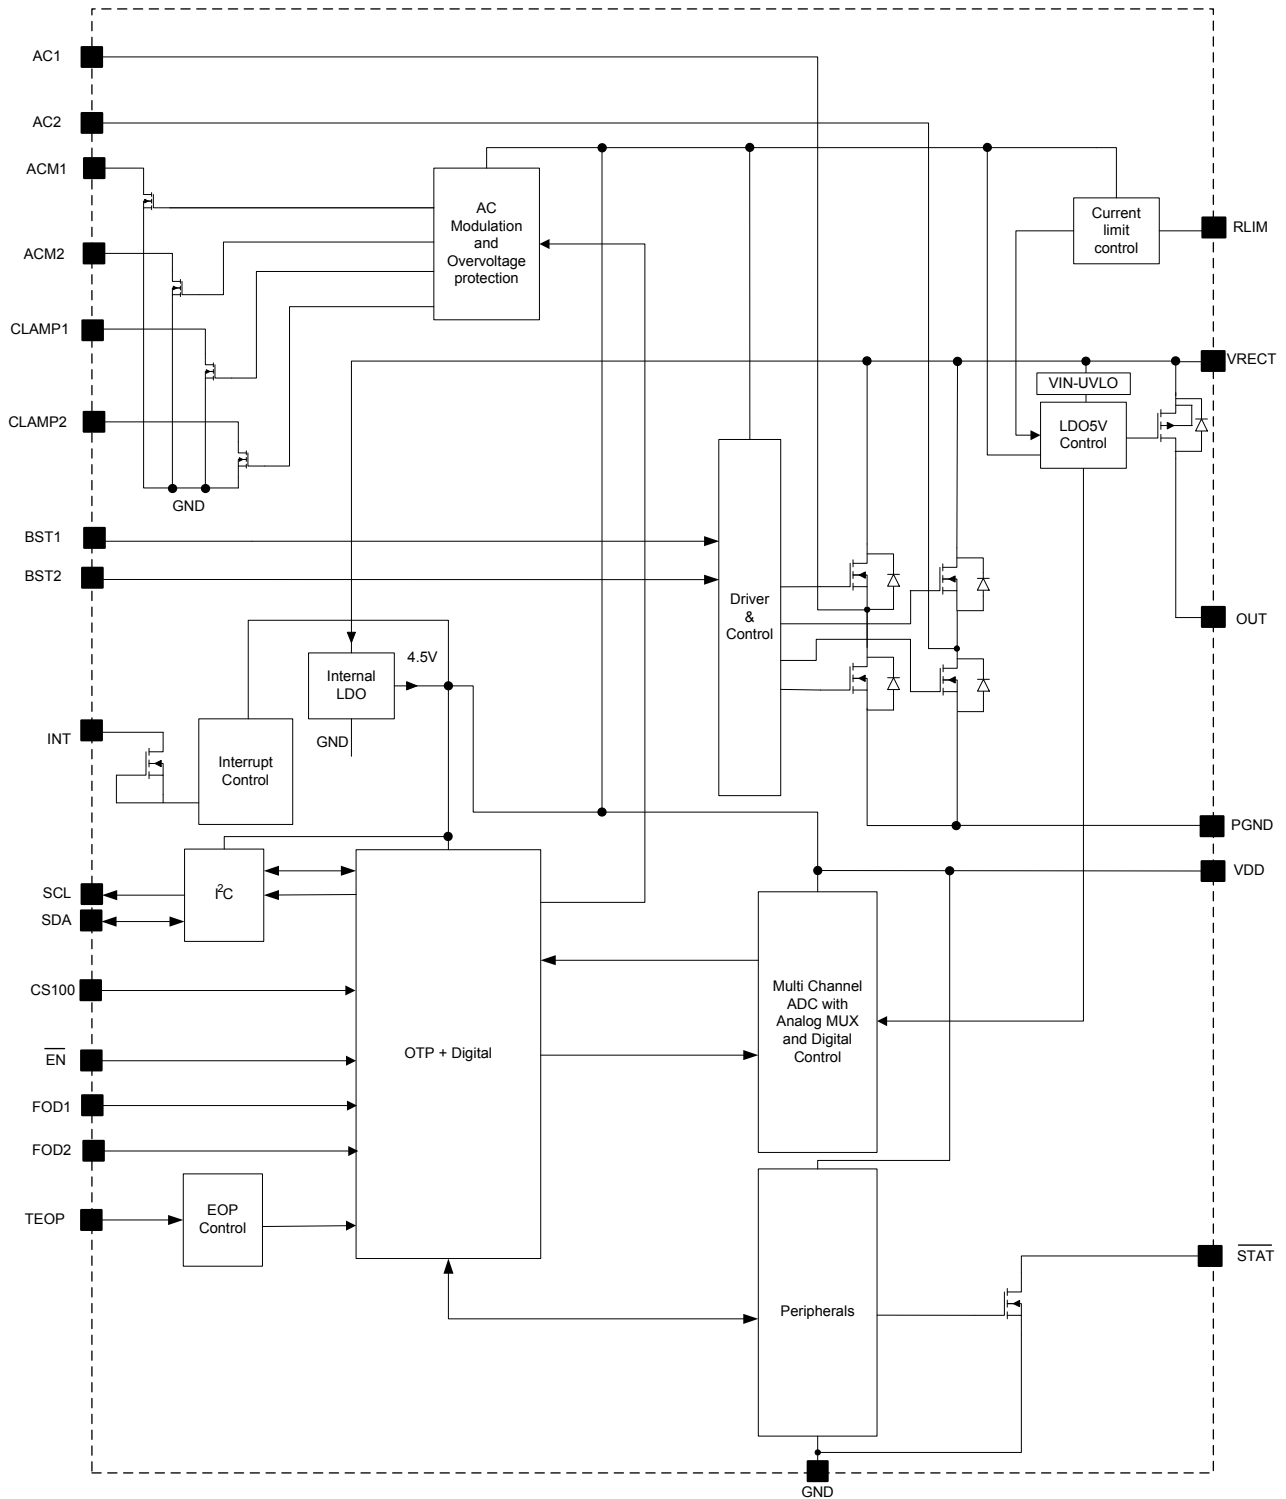 AC1
AC2
ACM1
ACM2
CLAMP1
CLAMP2
GND
AC
Modulation
and
Overvoltage
protection
Current
limit
control
RLIM
VRECT
VIN-UVLO
LDO5V
Control
BST1
BST2
Driver
&
Control
OUT
4.5V
Internal
LDO
GND
INT
Interrupt
Control
PGND
VDD
I2C
SCL
SDA
CS100
EN
FOD1
FOD2
TEOP
EOP
Control
OTP + Digital
Multi Channel
ADC with
Analog MUX
and Digital
Control
Peripherals
STAT
GND